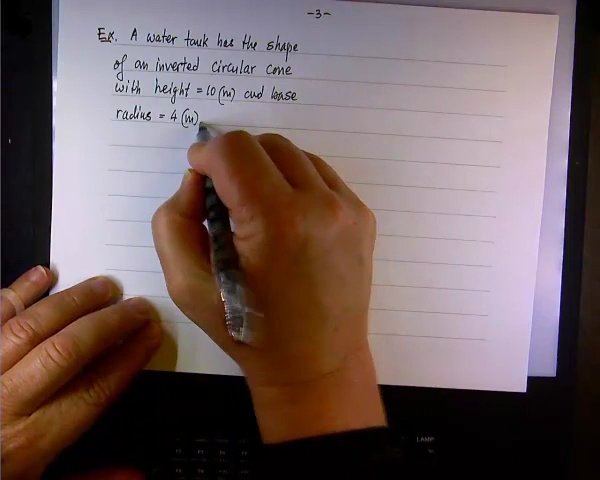 -3-
Ex. A water tank has the shape
of an inverted circular cone
with height = 10 (m) and base
radius = 4 (m)
LAMP